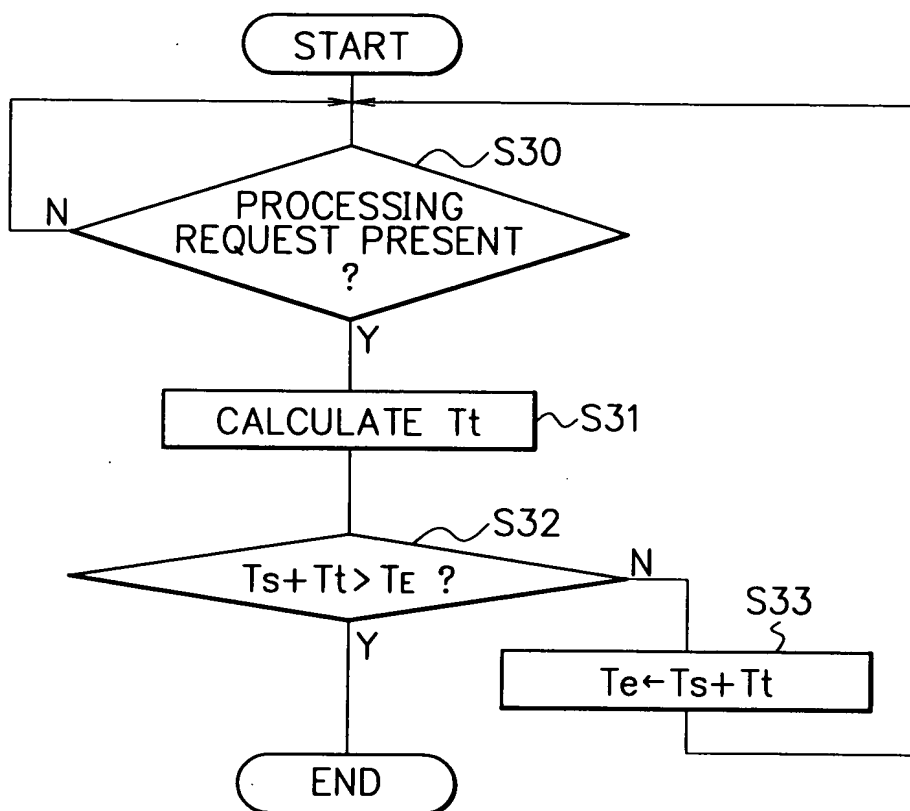 START
S30
N
PROCESSING
REQUEST PRESENT
?
Y
CALCULATE Tt
S31
S32
Ts+Tt>TE ?
N
Y
S33
Te←Ts+Tt
END